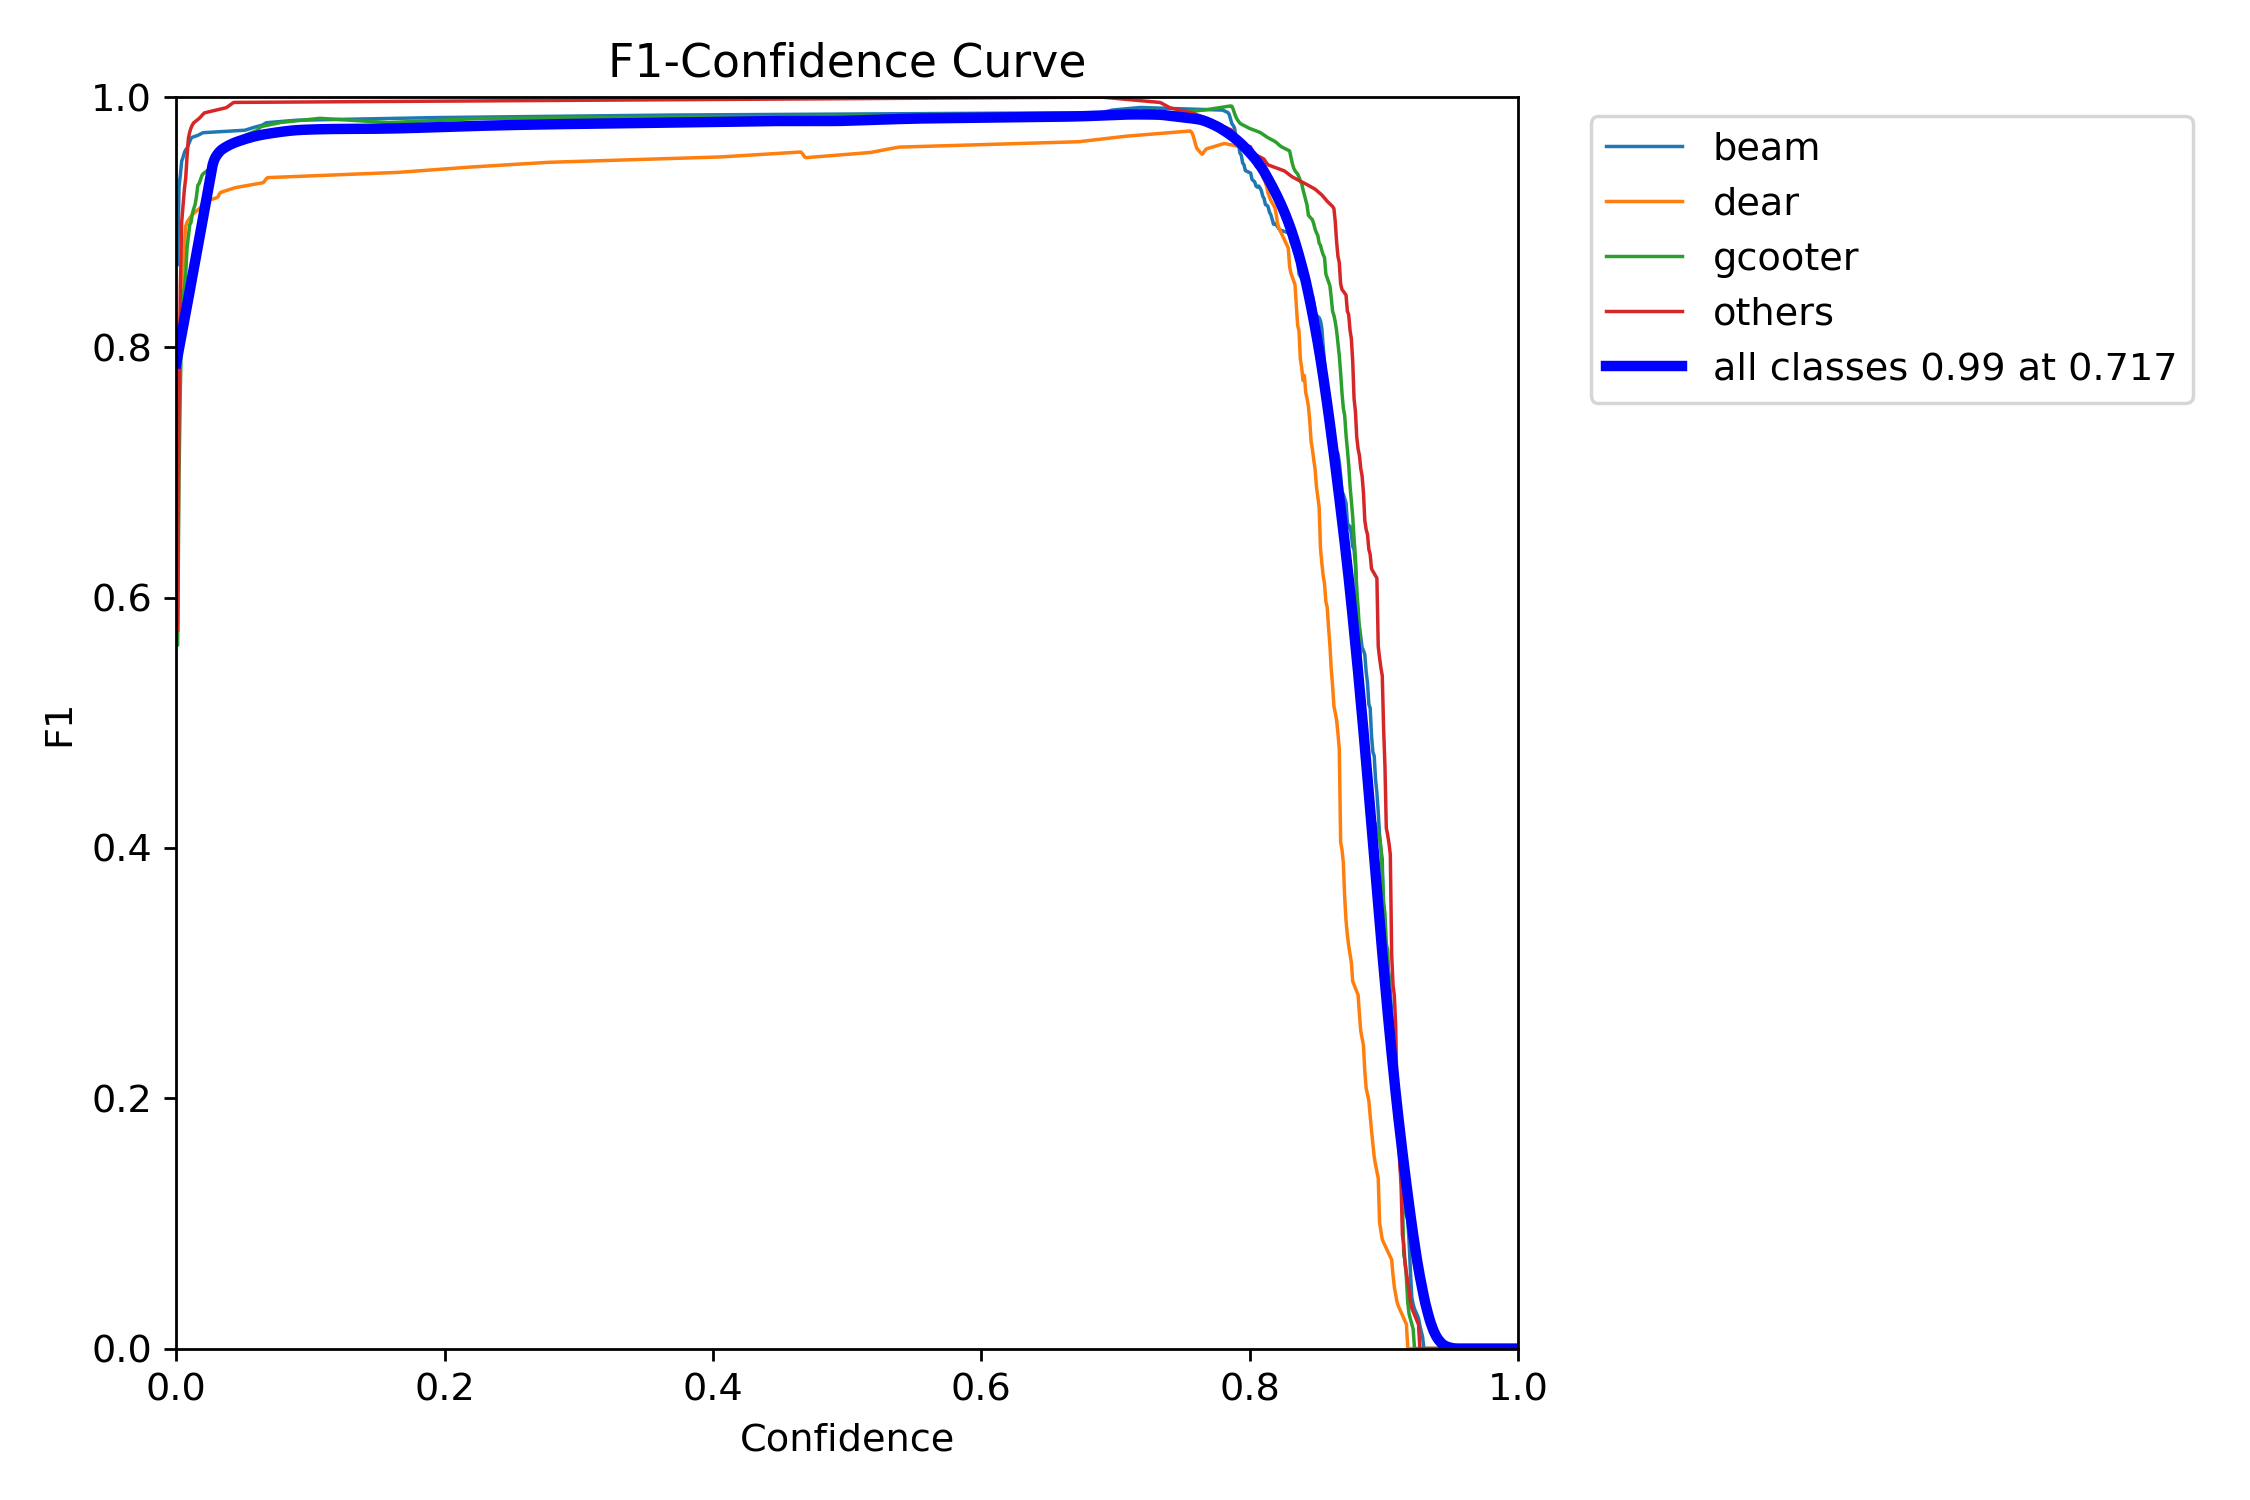 F1-Confidence Curve
1.0
0.8
0.6
0.4
0.2
0.0
F1
0.0 0.2 0.4 0.6 0.8 1.0
Confidence
beam
dear
gcooter
others
all classes 0.99 at 0.717